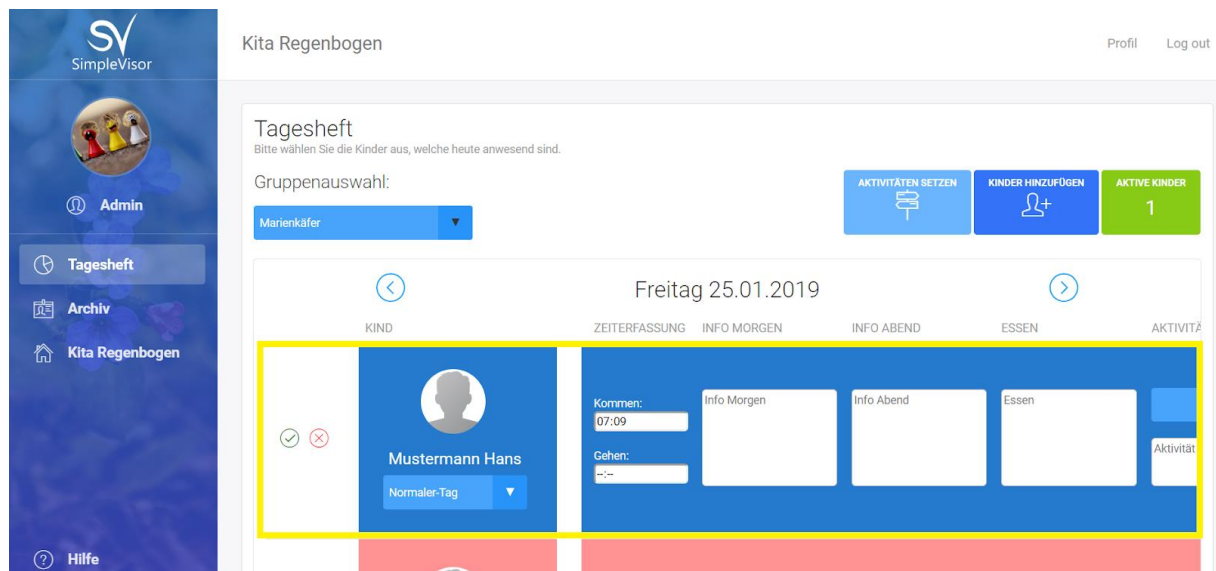 SV
SimpleVisor
Kita Regenbogen
Profil
Log out
Admin
Tagesheft
Archiv
Kita Regenbogen
Hilfe
Tagesheft
Bitte wählen Sie die Kinder aus, welche heute anwesend sind.
Gruppenauswahl:
Marienkäfer
AKTIVITÄTEN SETZEN
KINDER HINZUFÜGEN
AKTIVE KINDER
1
Freitag 25.01.2019
KIND
ZEITERFASSUNG
INFO MORGEN
INFO ABEND
ESSEN
AKTIVITÄ
Mustermann Hans
Normaler-Tag
Kommen:
07:09
Gehen:
--:--
Info Morgen
Info Abend
Essen
Aktivität